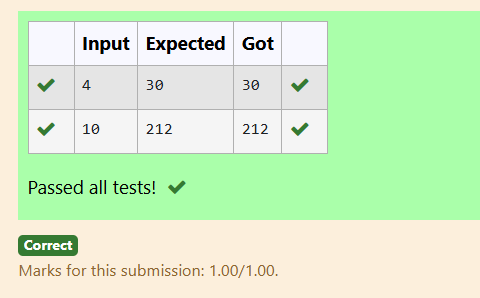 Input Expected Got
4 30 30
10 212 212
Passed all tests!
Correct
Marks for this submission: 1.00/1.00.